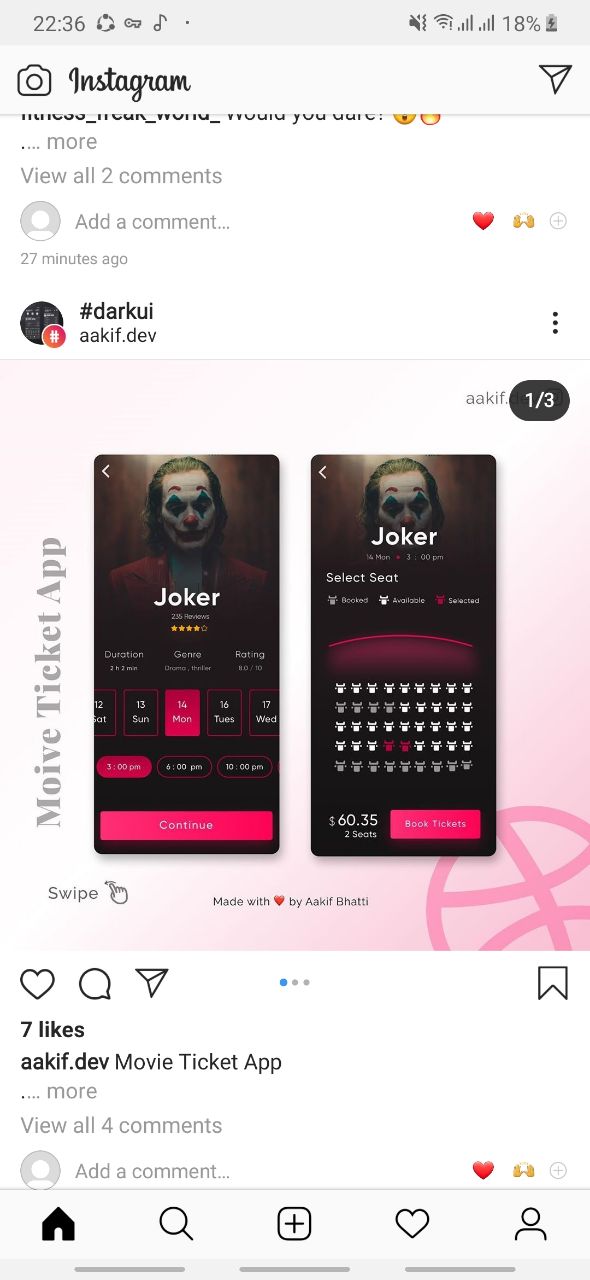 22:36
18%
Instagram
fitness_freak_world_ Would you dare? 😮🔥
.... more
View all 2 comments
Add a comment...
27 minutes ago
#darkui
aakif.dev
aakif.d
1/3
Moive Ticket App
Joker
235 Reviews
Duration Genre Rating
2 h 2 min Drama , thriller 8.0 / 10
12 13 14 16 17
Sat Sun Mon Tues Wed
3 : 00 pm 6 : 00 pm 10 : 00 pm
Continue
Joker
14 Mon 3 : 00 pm
Select Seat
Booked Available Selected
$ 60.35
2 Seats
Book Tickets
Swipe
Made with ❤️ by Aakif Bhatti
7 likes
aakif.dev Movie Ticket App
.... more
View all 4 comments
Add a comment...